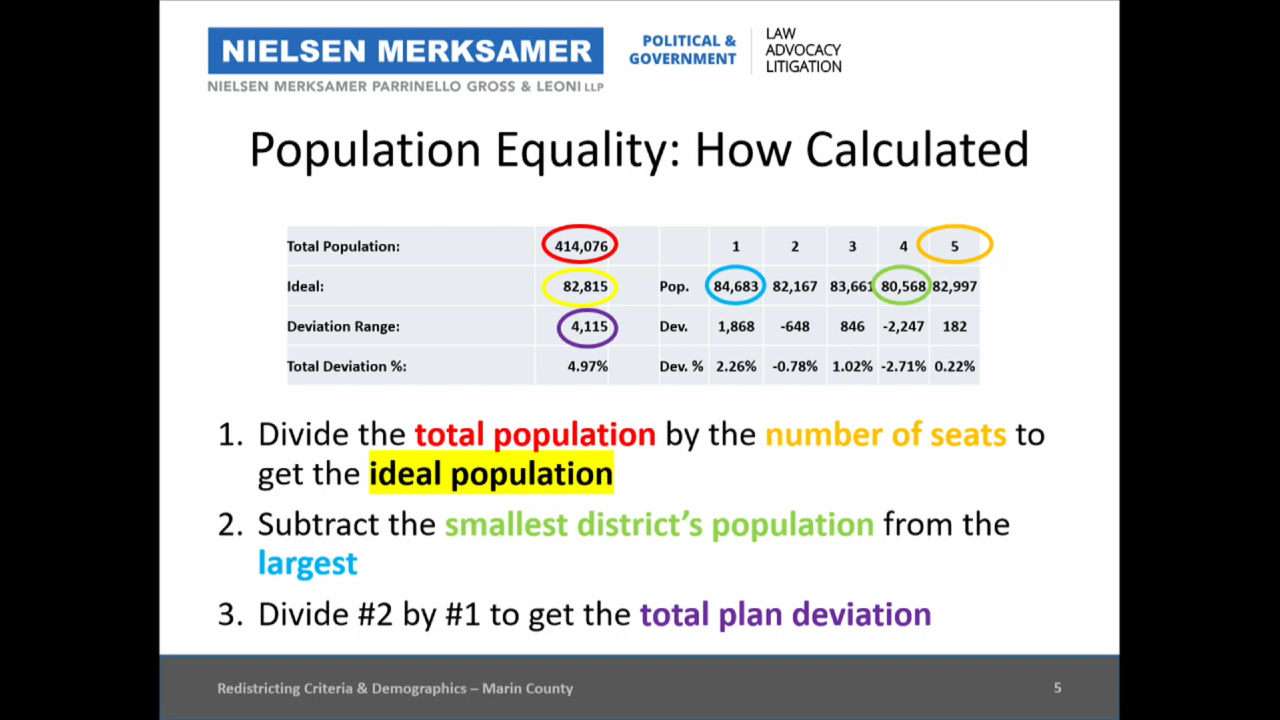 NIELSEN MERKSAMER
NIELSEN MERKSAMER PARRINELLO GROSS & LEONI LLP
POLITICAL &
GOVERNMENT
LAW
ADVOCACY
LITIGATION
Population Equality: How Calculated
Total Population: 414,076 1 2 3 4 5
Ideal: 82,815 Pop. 84,683 82,167 83,661 80,568 82,997
Deviation Range: 4,115 Dev. 1,868 -648 846 -2,247 182
Total Deviation %: 4.97% Dev. % 2.26% -0.78% 1.02% -2.71% 0.22%
1. Divide the total population by the number of seats to
get the ideal population
2. Subtract the smallest district’s population from the
largest
3. Divide #2 by #1 to get the total plan deviation
Redistricting Criteria & Demographics – Marin County
5